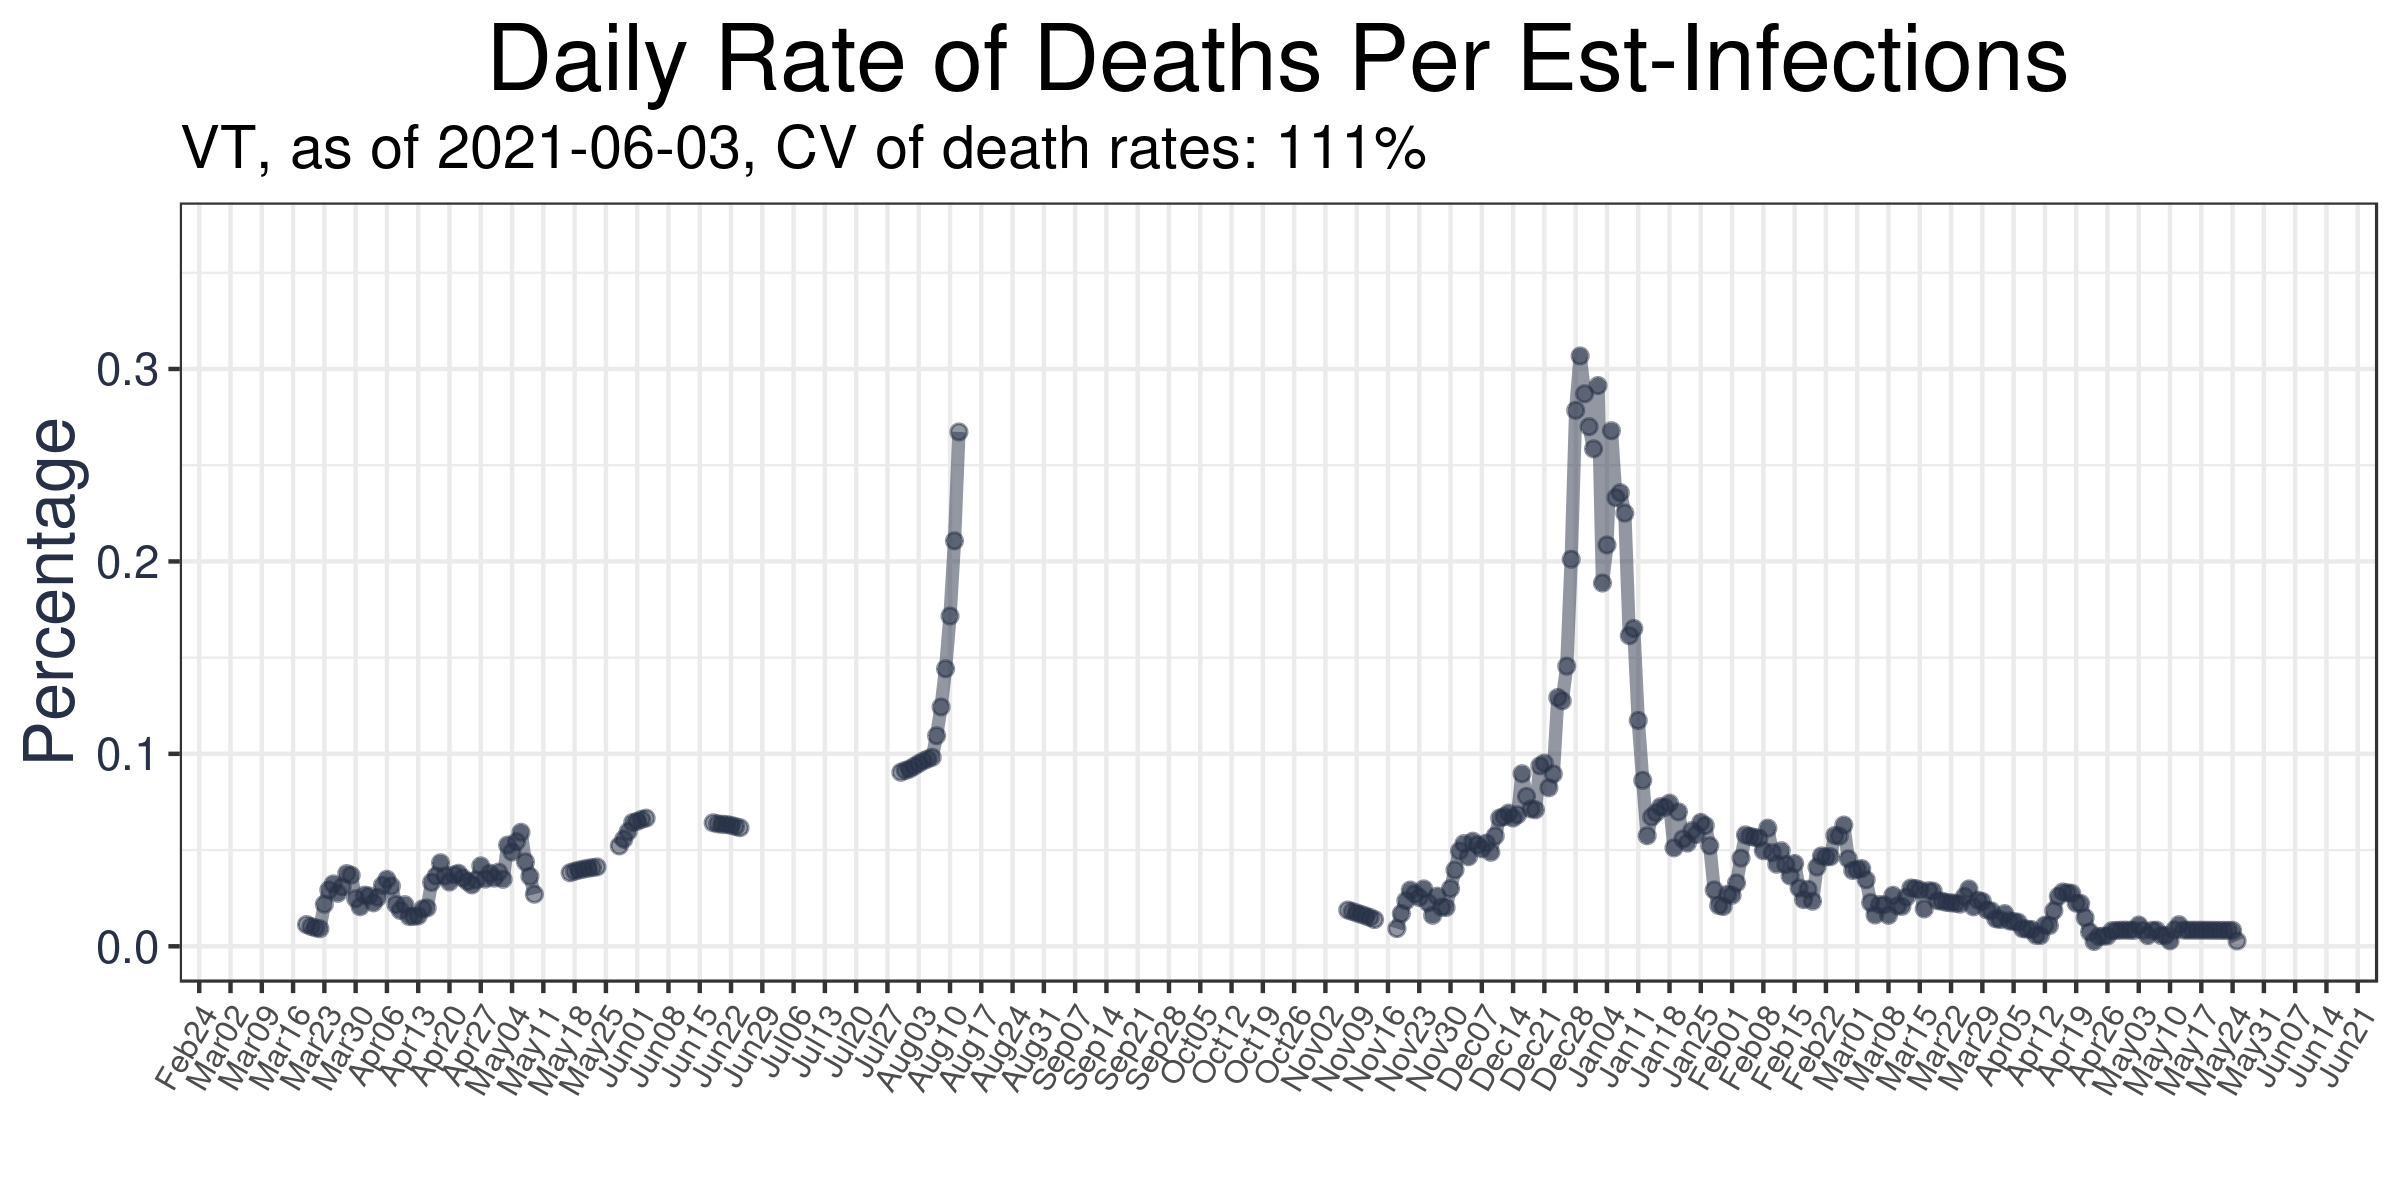 Daily Rate of Deaths Per Est-Infections
VT, as of 2021-06-03, CV of death rates: 111%
Percentage
0.3
0.2
0.1
0.0
Feb24
Mar02
Mar09
Mar16
Mar23
Mar30
Apr06
Apr13
Apr20
Apr27
May04
May11
May18
May25
Jun01
Jun08
Jun15
Jun22
Jun29
Jul06
Jul13
Jul20
Jul27
Aug03
Aug10
Aug17
Aug24
Aug31
Sep07
Sep14
Sep21
Sep28
Oct05
Oct12
Oct19
Oct26
Nov02
Nov09
Nov16
Nov23
Nov30
Dec07
Dec14
Dec21
Dec28
Jan04
Jan11
Jan18
Jan25
Feb01
Feb08
Feb15
Feb22
Mar01
Mar08
Mar15
Mar22
Mar29
Apr05
Apr12
Apr19
Apr26
May03
May10
May17
May24
May31
Jun07
Jun14
Jun21